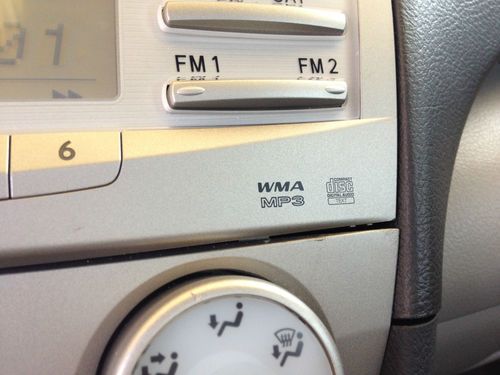 FM 1
FM 2
6
WMA
MP3
COMPACT
disc
DIGITAL AUDIO
TEXT